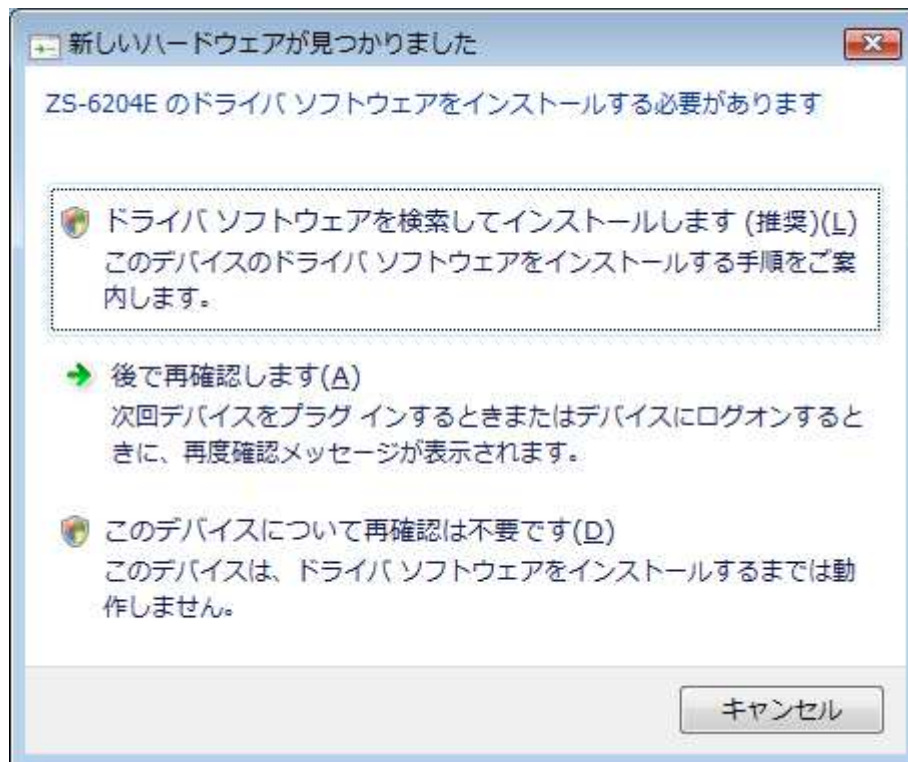 新しいハードウェアが見つかりました
ZS-6204E のドライバ ソフトウェアをインストールする必要があります
ドライバ ソフトウェアを検索してインストールします (推奨)(L)
このデバイスのドライバ ソフトウェアをインストールする手順をご案
内します。
後で再確認します(A)
次回デバイスをプラグ インするときまたはデバイスにログオンすると
きに、再度確認メッセージが表示されます。
このデバイスについて再確認は不要です(D)
このデバイスは、ドライバ ソフトウェアをインストールするまでは動
作しません。
キャンセル